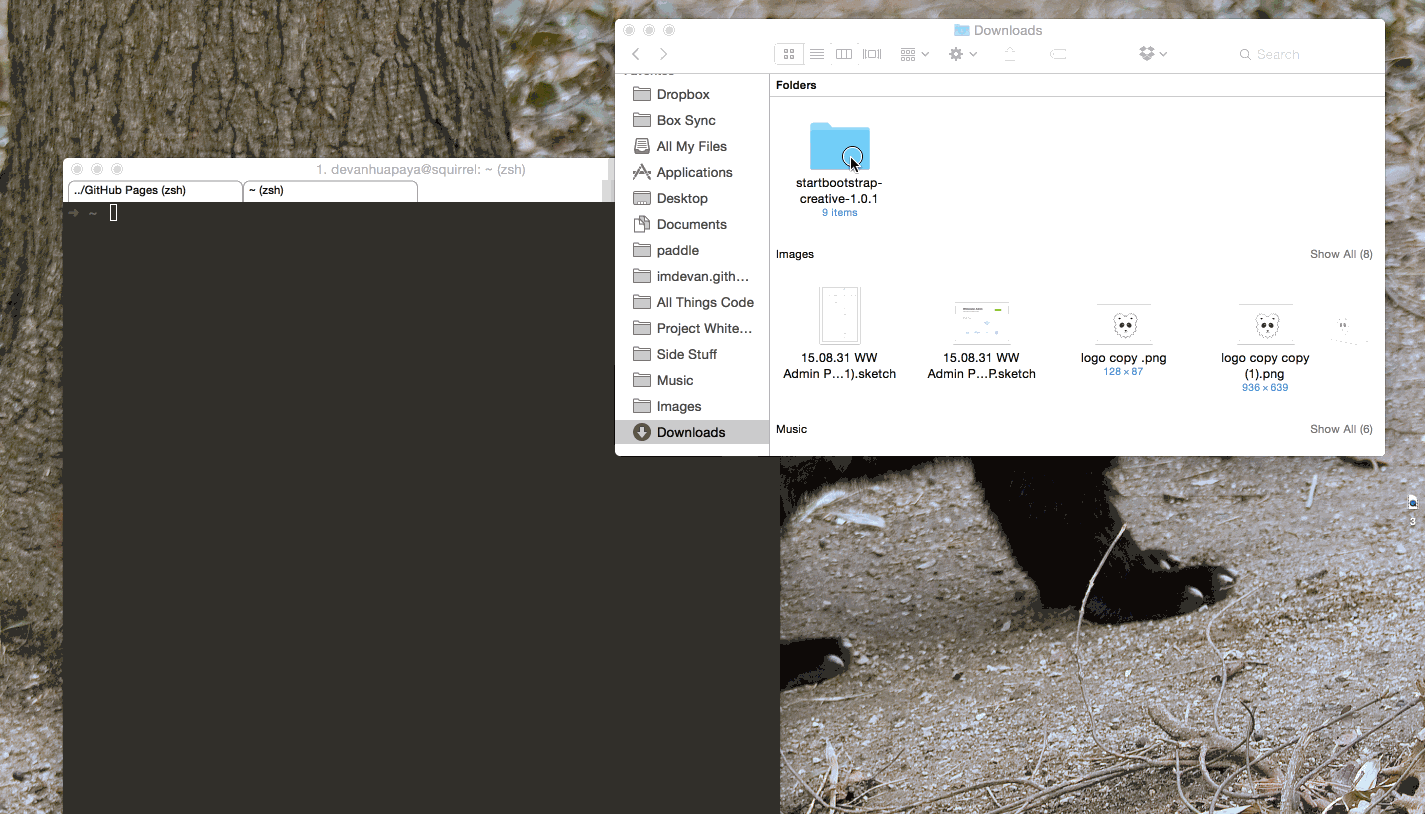 Downloads
Search
Favorites
Dropbox
Box Sync
All My Files
Applications
Desktop
Documents
paddle
imdevan.gith…
All Things Code
Project White…
Side Stuff
Music
Images
Downloads
Folders
startbootstrap-
creative-1.0.1
9 items
Images
Show All (8)
15.08.31 WW
Admin P...1).sketch
15.08.31 WW
Admin P...P.sketch
logo copy .png
128 × 87
logo copy copy
(1).png
936 × 639
Music
Show All (6)
1. devanhuapaya@squirrel: ~ (zsh)
../GitHub Pages (zsh)
~ (zsh)
➜ ~
3